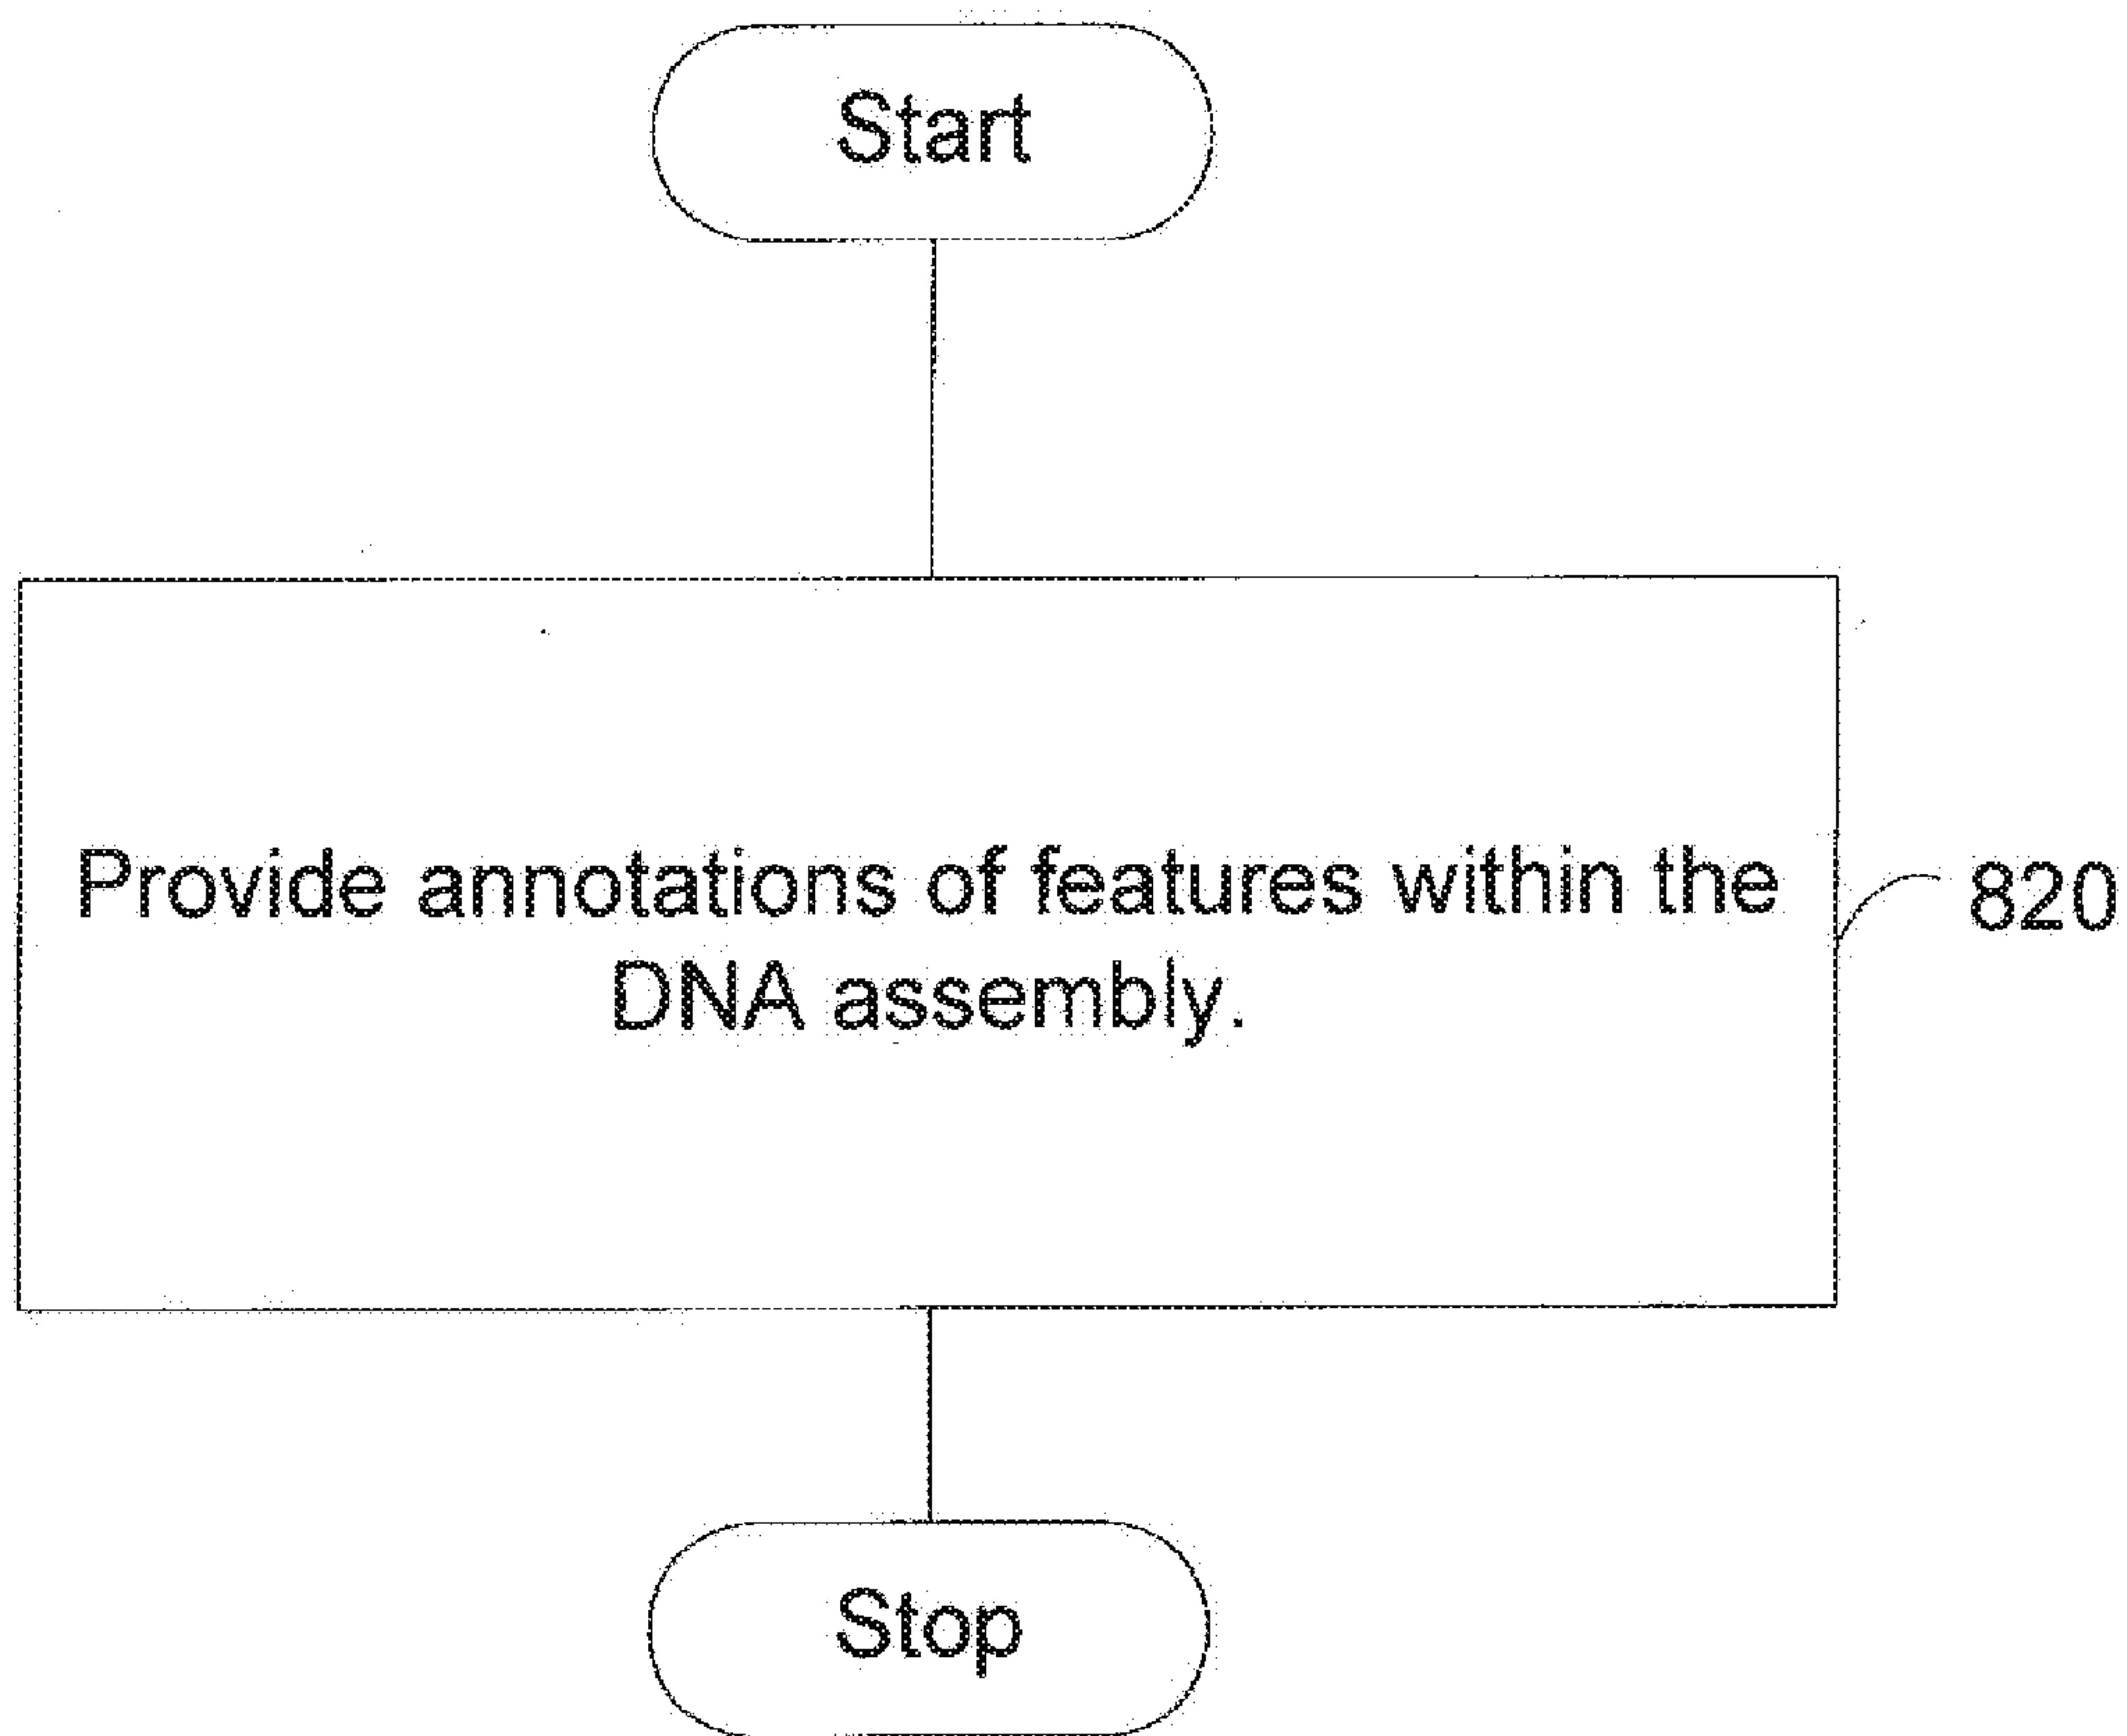 Start
Provide annotations of features within the
DNA assembly.
820
Stop